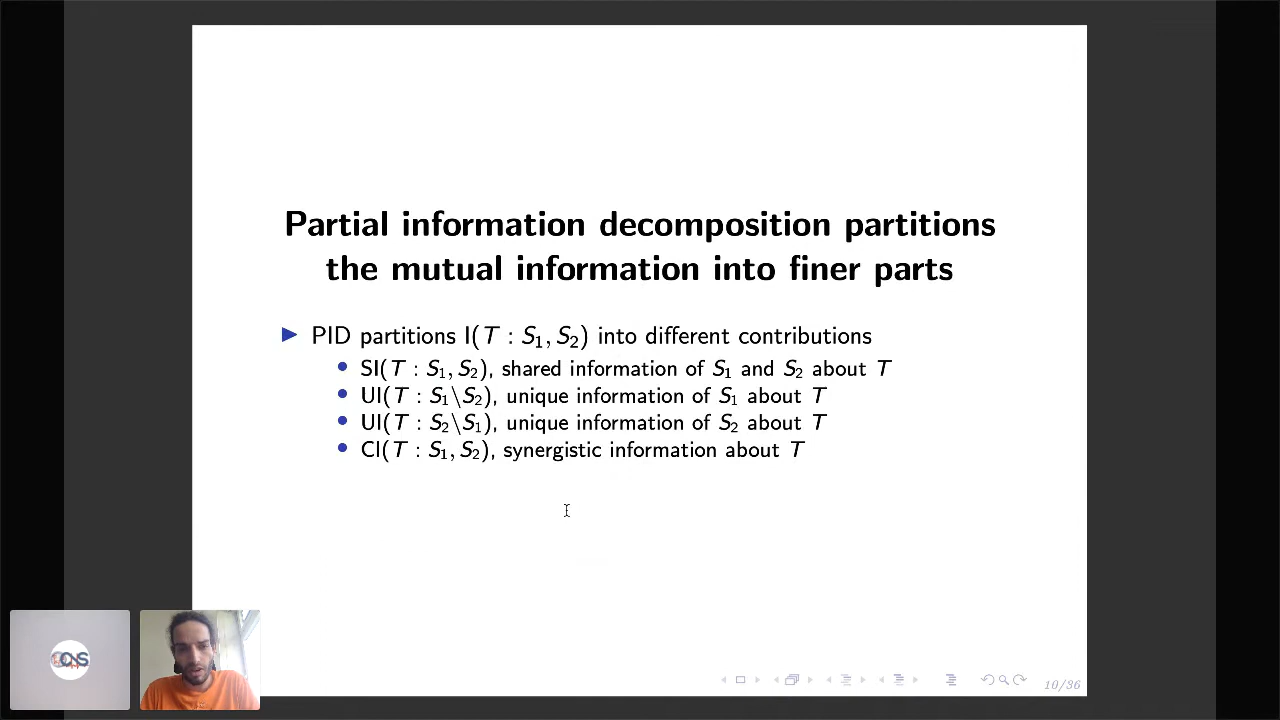 Partial information decomposition partitions
the mutual information into finer parts
▶ PID partitions I(T : S₁, S₂) into different contributions
• SI(T : S₁, S₂), shared information of S₁ and S₂ about T
• UI(T : S₁\S₂), unique information of S₁ about T
• UI(T : S₂\S₁), unique information of S₂ about T
• CI(T : S₁, S₂), synergistic information about T
10/36